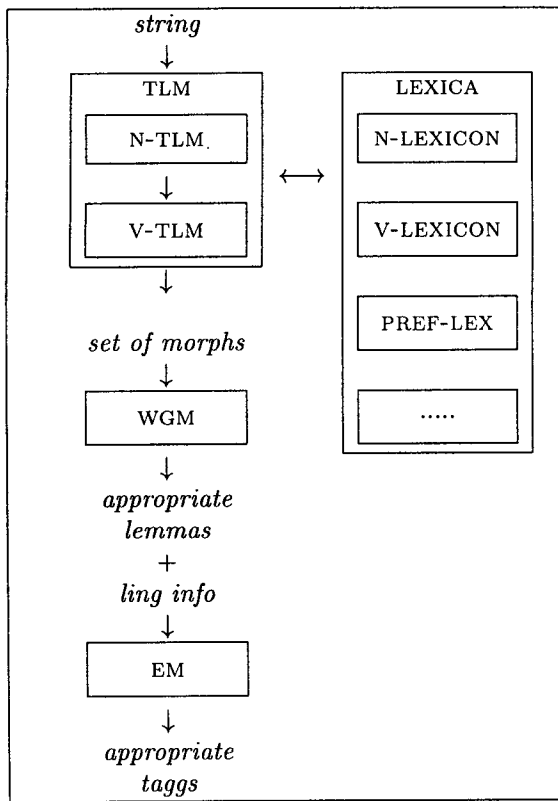 string
TLM
N-TLM.
V-TLM
LEXICA
N-LEXICON
V-LEXICON
PREF-LEX
.....
set of morphs
WGM
appropriate
lemmas
+
ling info
EM
appropriate
taggs